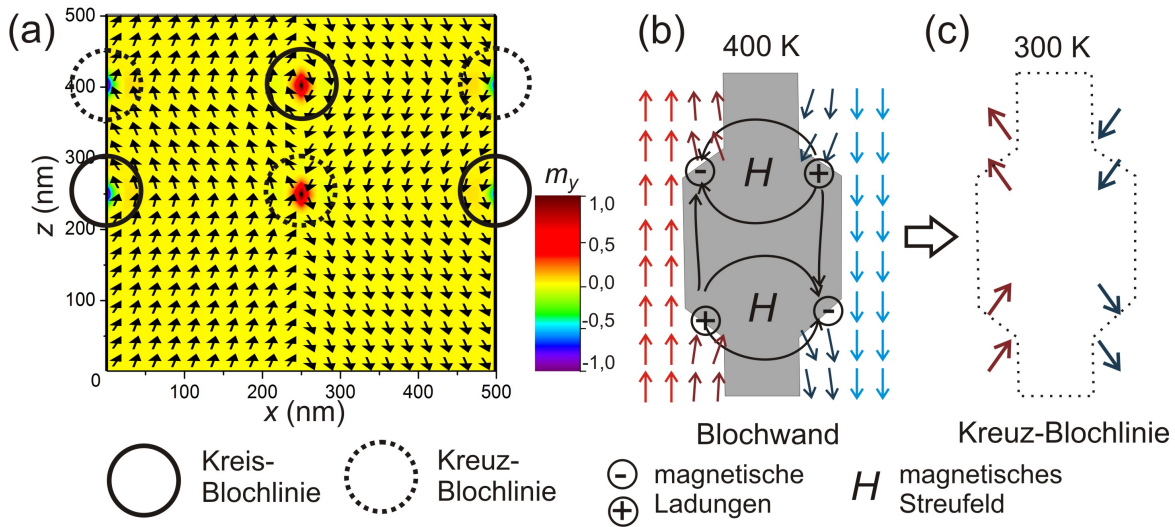 (a)
500
400
300
200
100
0
z (nm)
0 100 200 300 400 500
x (nm)
m_y
1,0
0,5
0,0
-0,5
-1,0
(b)
400 K
H
-
+
H
+
-
Blochwand
(c)
300 K
Kreuz-Blochlinie
Kreis-
Blochlinie
Kreuz-
Blochlinie
- magnetische
+ Ladungen
H magnetisches
Streufeld